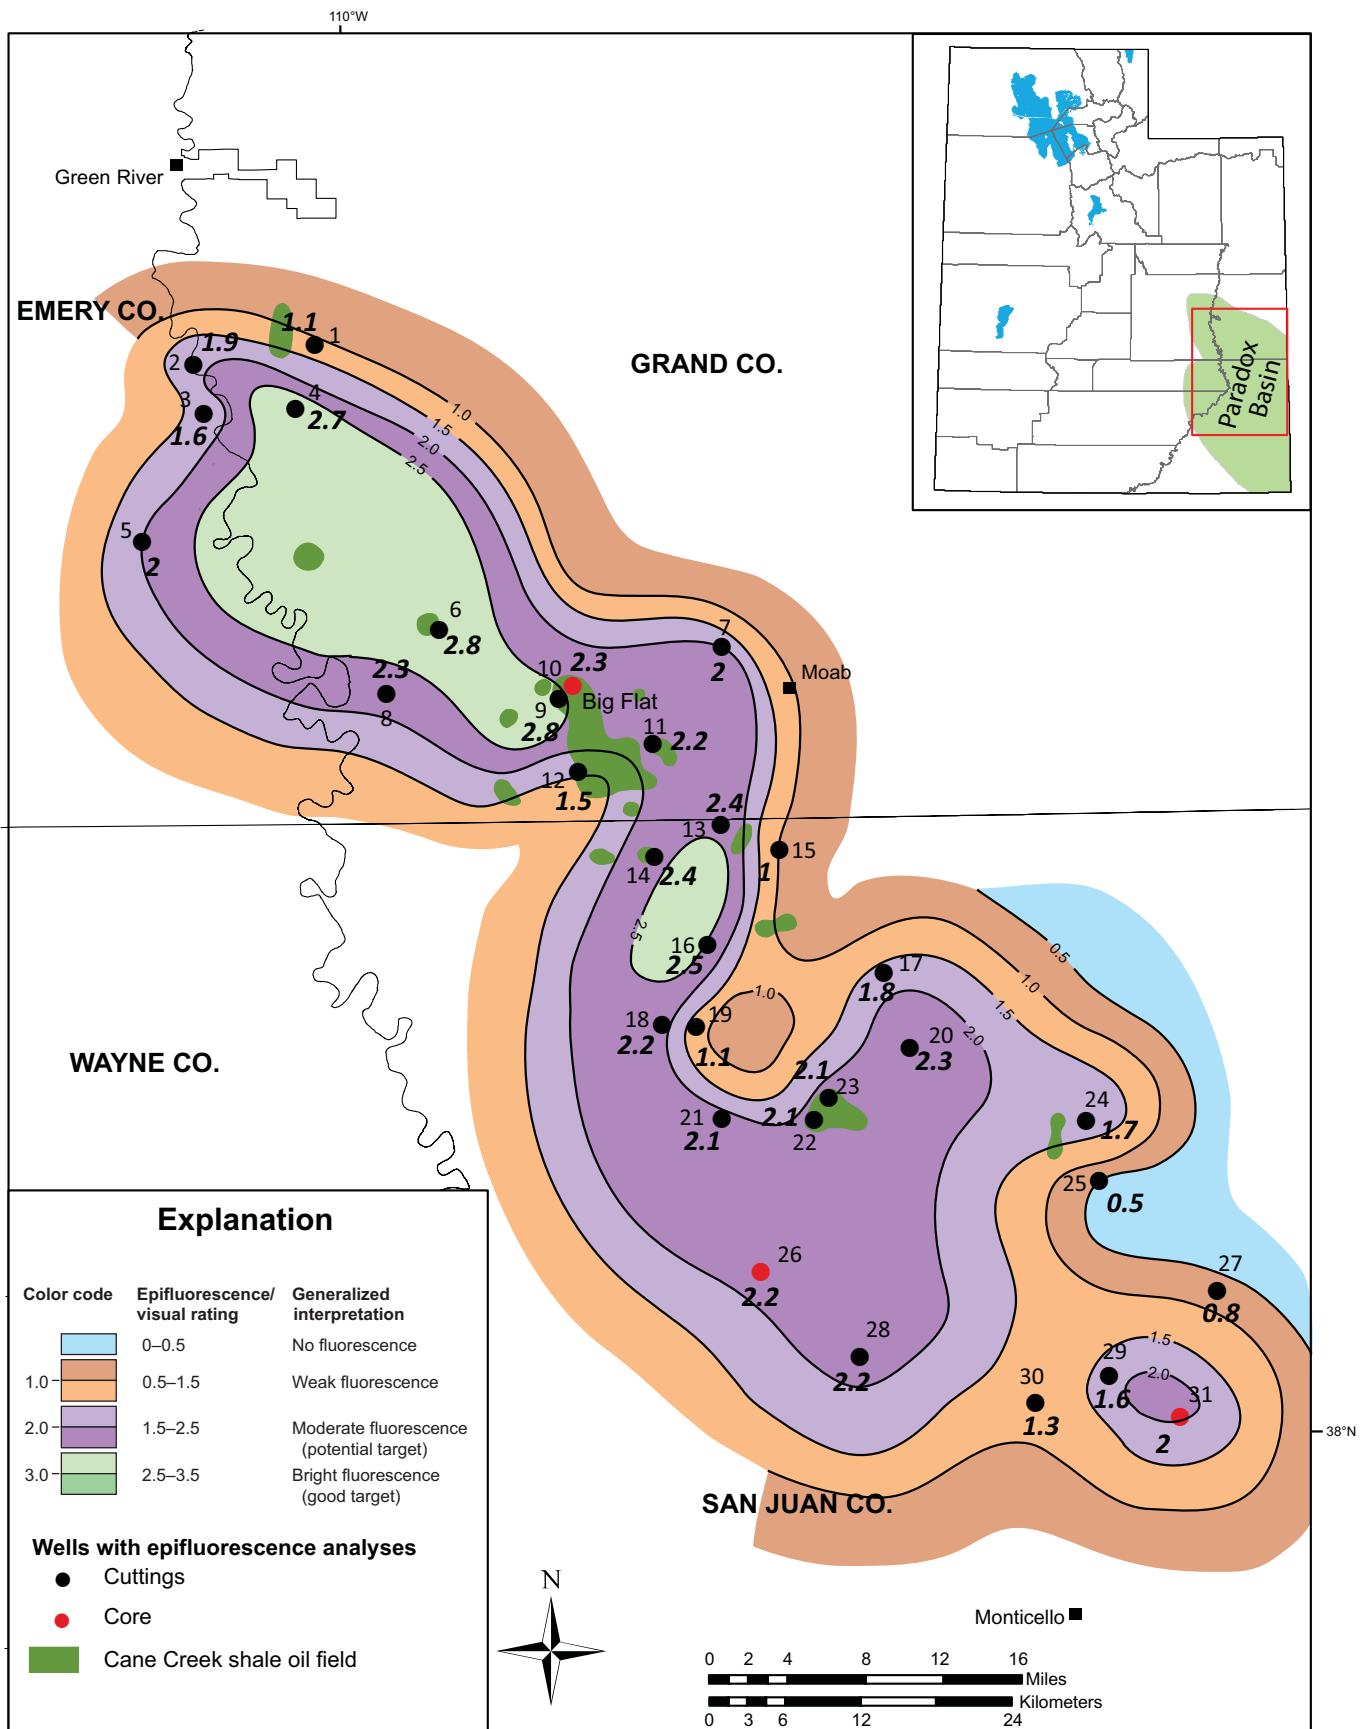 110°W
Green River
EMERY CO.
GRAND CO.
WAYNE CO.
SAN JUAN CO.
Paradox
Basin
Moab
Big Flat
Monticello
38°N
1
1.1
2
1.9
3
1.6
4
2.7
5
2
6
2.8
7
2
8
2.3
9
2.8
10
2.3
11
2.2
12
1.5
13
2.4
14
2.4
15
1
16
2.5
17
1.8
18
2.2
19
1.1
20
2.3
21
2.1
22
2.1
23
2.1
24
1.7
25
0.5
26
2.2
27
0.8
28
2.2
29
1.6
30
1.3
31
2
1.0
1.5
2.0
2.5
2.5
1.0
0.5
1.0
1.5
2.0
1.5
2.0
Explanation
Color code Epifluorescence/ Generalized
visual rating interpretation
0–0.5 No fluorescence
1.0 0.5–1.5 Weak fluorescence
2.0 1.5–2.5 Moderate fluorescence
(potential target)
3.0 2.5–3.5 Bright fluorescence
(good target)
Wells with epifluorescence analyses
Cuttings
Core
Cane Creek shale oil field
N
0 2 4 8 12 16
Miles
Kilometers
0 3 6 12 24